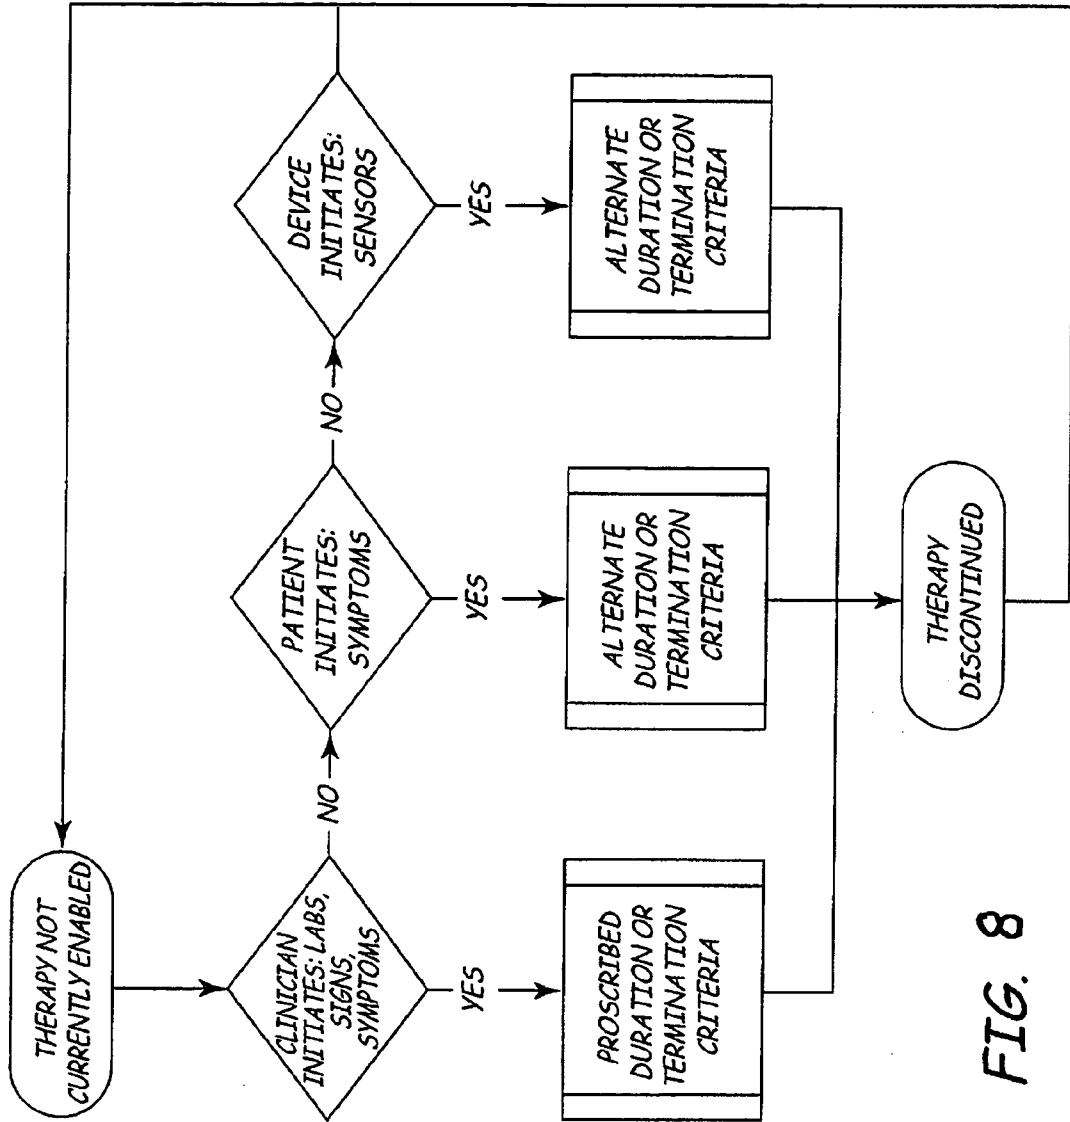 THERAPY NOT
CURRENTLY ENABLED
CLINICIAN
INITIATES: LABS,
SIGNS,
SYMPTOMS
NO
PATIENT
INITIATES:
SYMPTOMS
NO
DEVICE
INITIATES:
SENSORS
YES
YES
YES
PROSCRIBED
DURATION OR
TERMINATION
CRITERIA
ALTERNATE
DURATION OR
TERMINATION
CRITERIA
ALTERNATE
DURATION OR
TERMINATION
CRITERIA
THERAPY
DISCONTINUED
FIG. 8